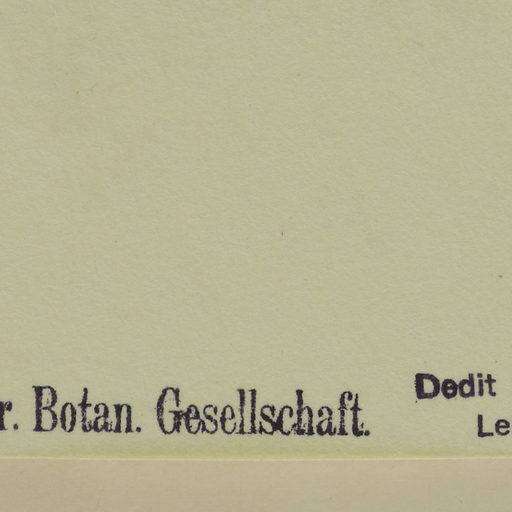 r. Botan. Gesellschaft.
Dedit
Le